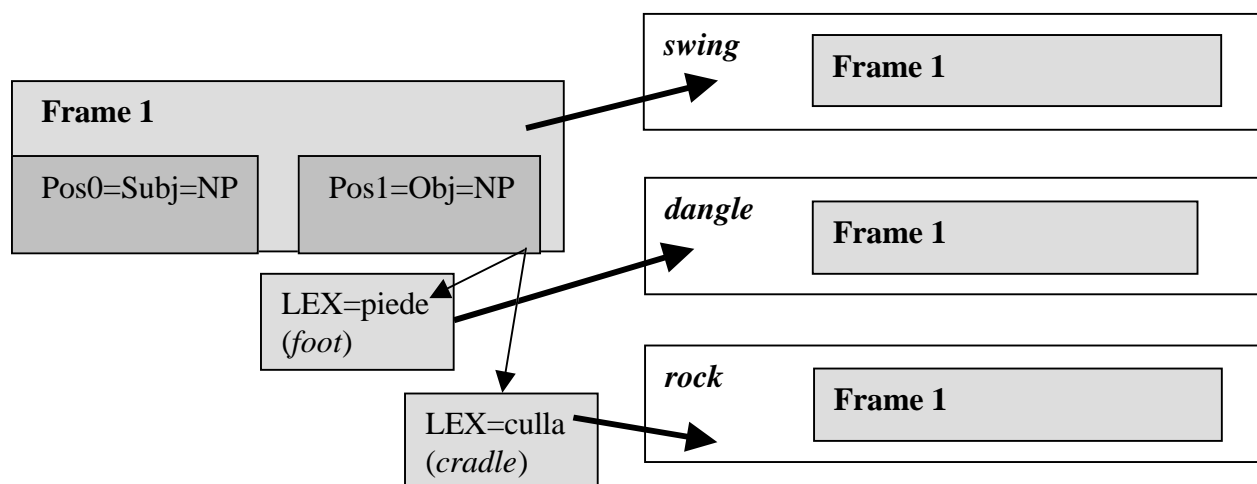 Frame 1
Pos0=Subj=NP
Pos1=Obj=NP
LEX=piede
(foot)
LEX=culla
(cradle)
swing
Frame 1
dangle
Frame 1
rock
Frame 1